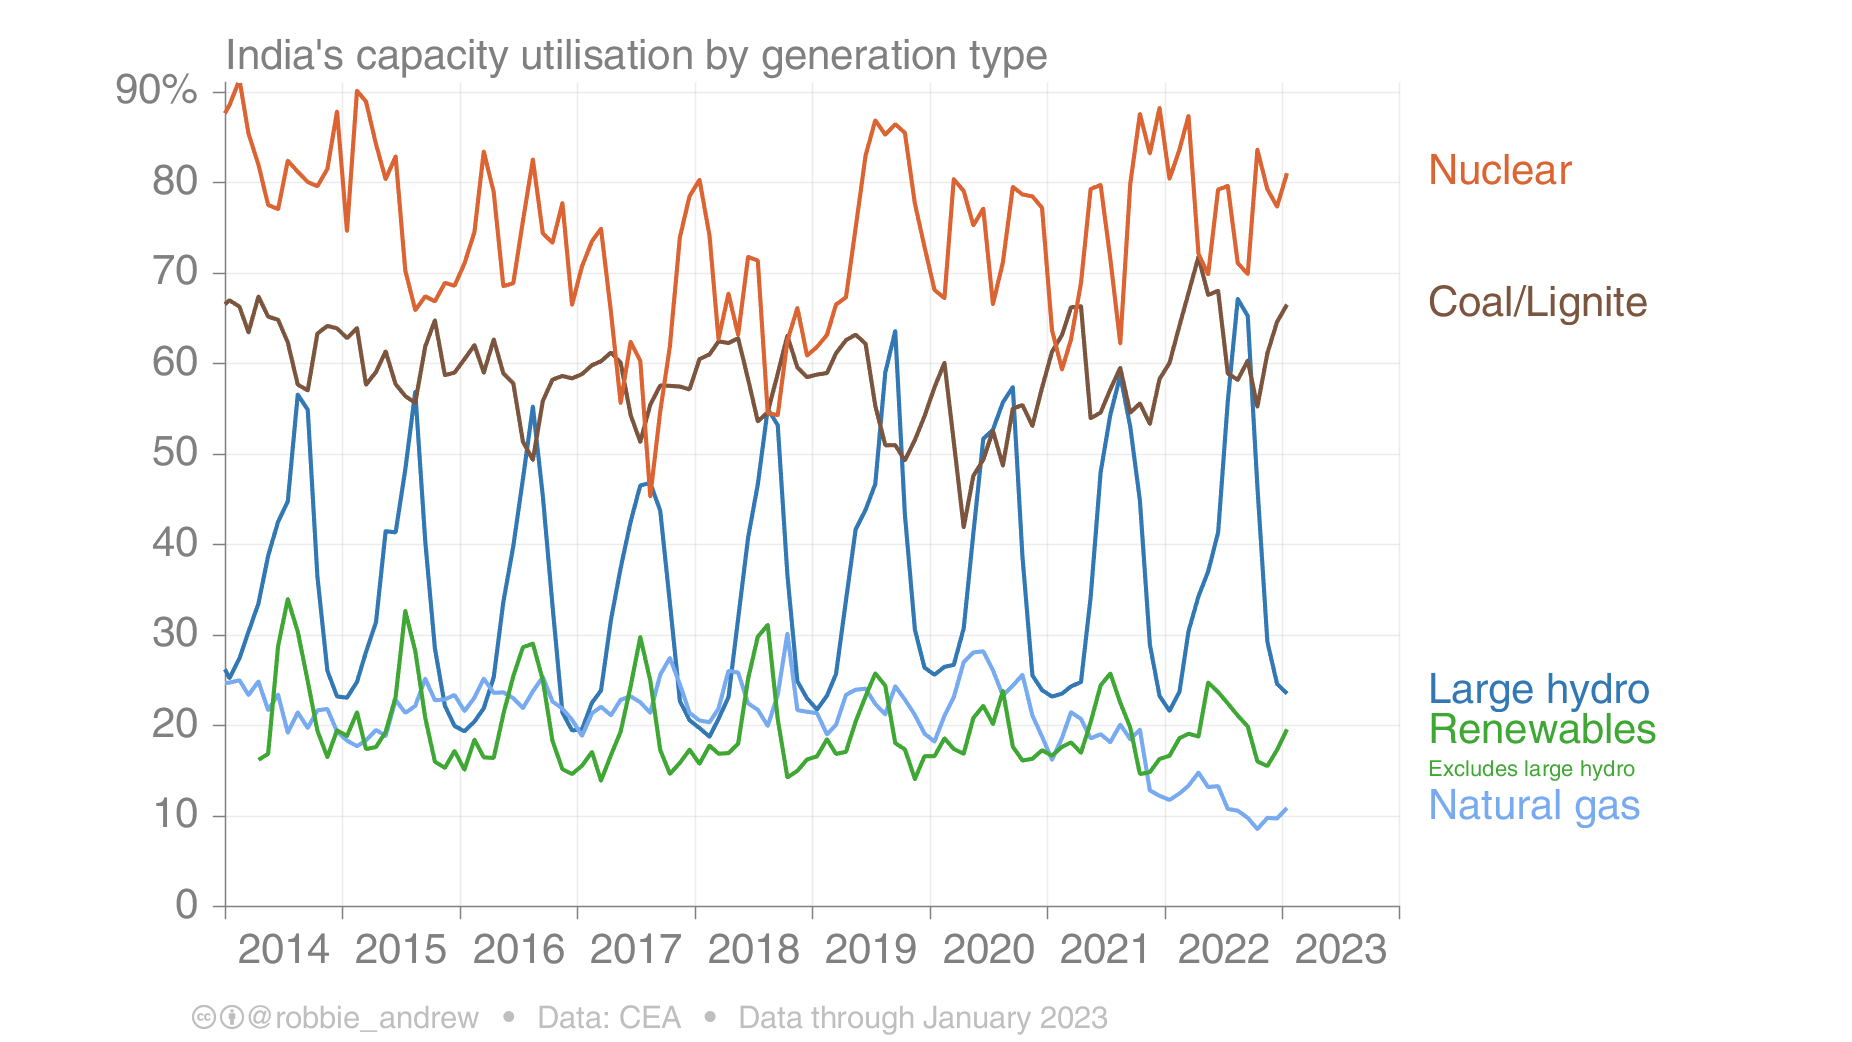 India's capacity utilisation by generation type
90%
80
70
60
50
40
30
20
10
0
2014 2015 2016 2017 2018 2019 2020 2021 2022 2023
Nuclear
Coal/Lignite
Large hydro
Renewables
Excludes large hydro
Natural gas
cc @robbie_andrew • Data: CEA • Data through January 2023